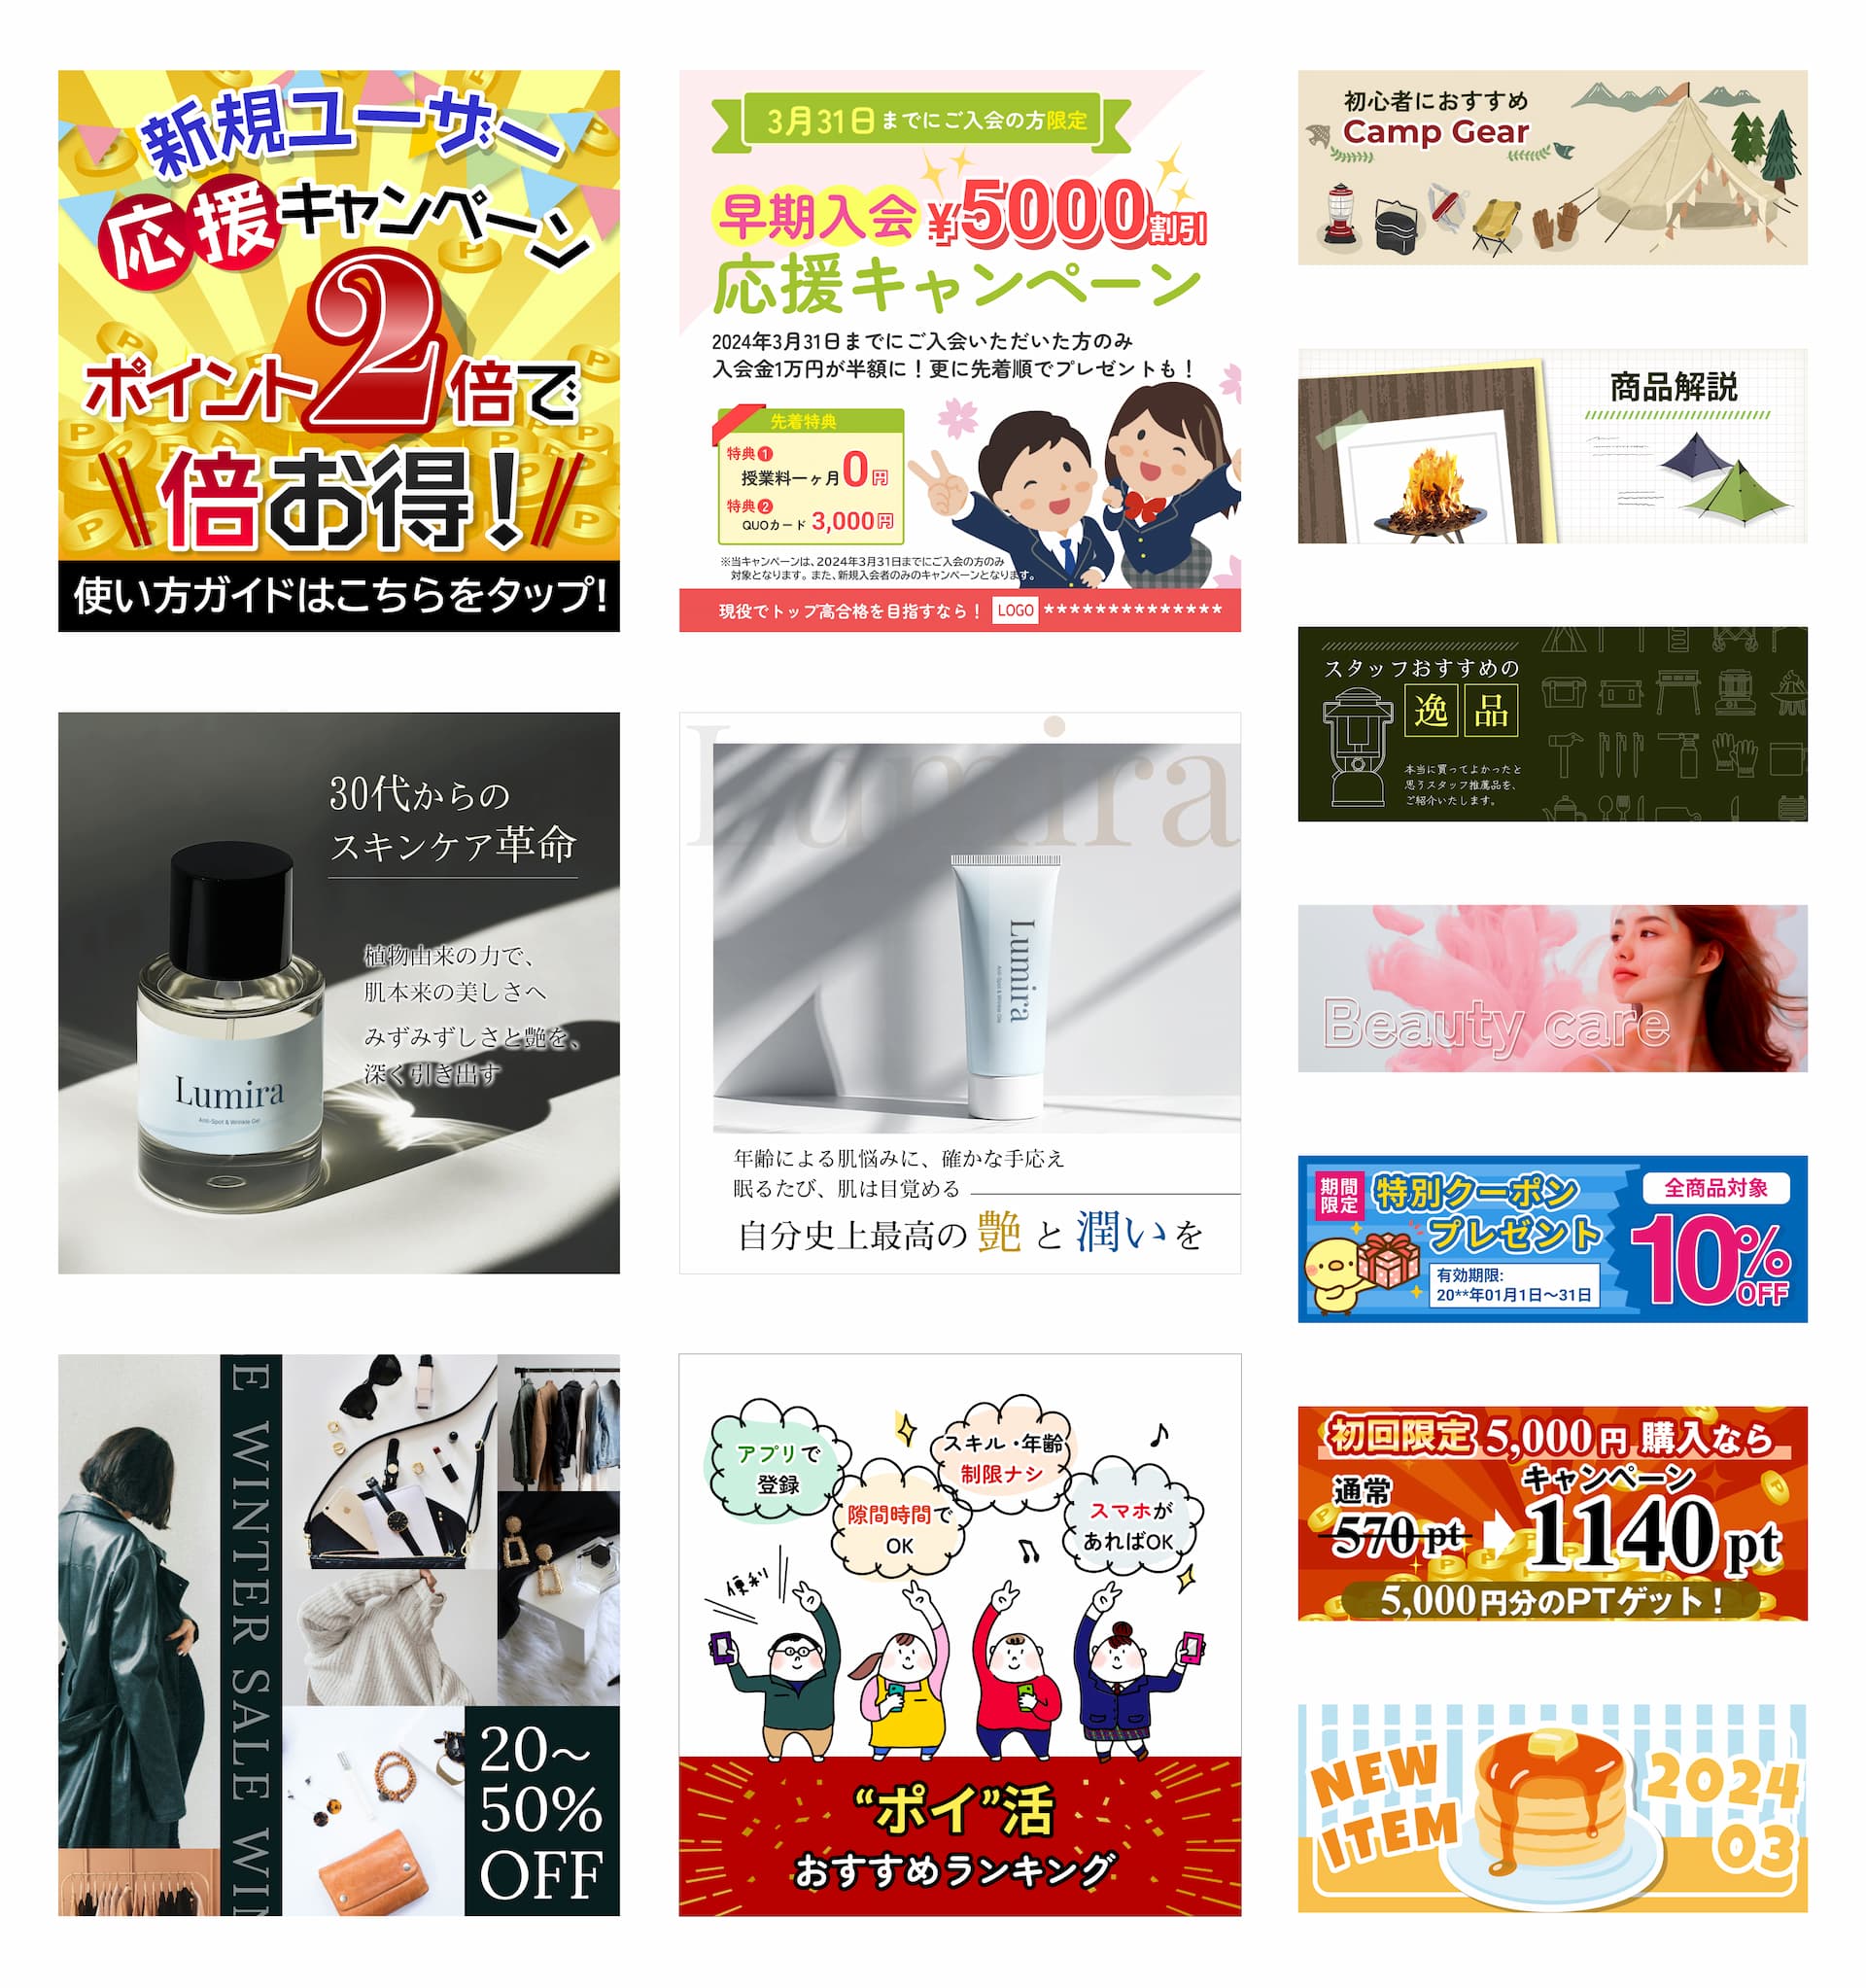 新規ユーザー
応援キャンペーン
ポイント2倍で
倍お得！
使い方ガイドはこちらをタップ！
3月31日までにご入会の方限定
早期入会¥5000割引
応援キャンペーン
2024年3月31日までにご入会いただいた方のみ
入会金1万円が半額に！更に先着順でプレゼントも！
先着特典
特典1
授業料一ヶ月0円
特典2
QUOカード 3,000円
※当キャンペーンは、2024年3月31日までにご入会の方のみ
対象となります。また、新規入会者のみのキャンペーンとなります。
現役でトップ高合格を目指すなら！ LOGO **************
初心者におすすめ
Camp Gear
商品解説
スタッフおすすめの
逸品
本当に買ってよかったと
思うスタッフ推薦品を、
ご紹介いたします。
30代からの
スキンケア革命
植物由来の力で、
肌本来の美しさへ
みずみずしさと艶を、
深く引き出す
Lumira
Anti-Spot & Wrinkle Gel
Lumira
Lumira
年齢による肌悩みに、確かな手応え
眠るたび、肌は目覚める
自分史上最高の艶と潤いを
Beauty care
期間限定
特別クーポン
プレゼント
有効期限:
20**年01月1日〜31日
全商品対象
10%OFF
初回限定 5,000円 購入なら
通常
570pt
キャンペーン
1140pt
5,000円分のPTゲット！
E WINTER SALE WIN
20〜
50%
OFF
アプリで
登録
隙間時間で
OK
スキル・年齢
制限ナシ
スマホが
あればOK
便利
“ポイ”活
おすすめランキング
NEW
ITEM
2024
03